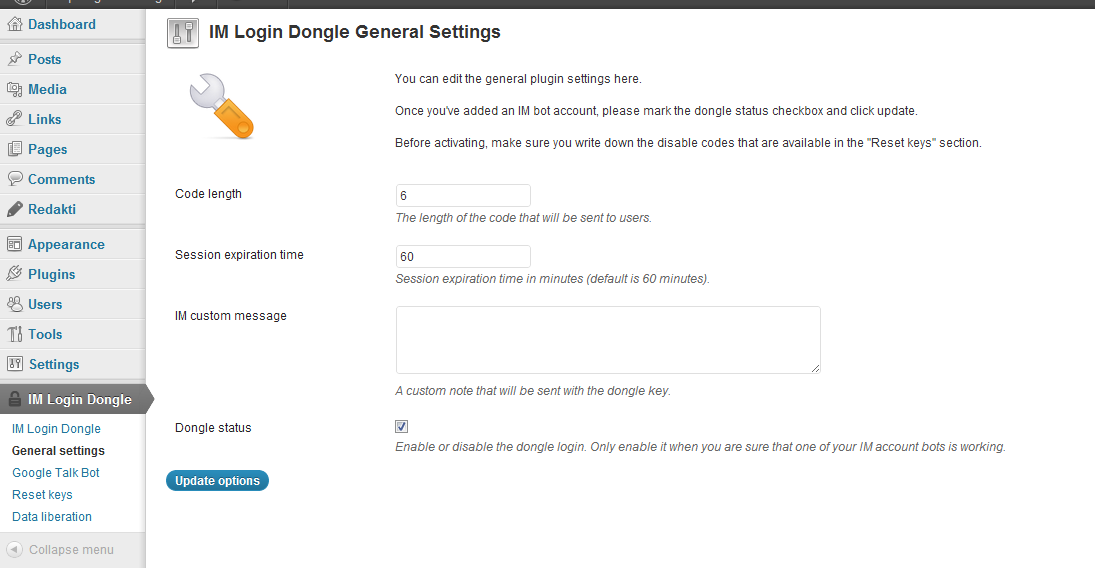 Dashboard
Posts
Media
Links
Pages
Comments
Redakti
Appearance
Plugins
Users
Tools
Settings
IM Login Dongle
IM Login Dongle
General settings
Google Talk Bot
Reset keys
Data liberation
Collapse menu
IM Login Dongle General Settings
You can edit the general plugin settings here.
Once you've added an IM bot account, please mark the dongle status checkbox and click update.
Before activating, make sure you write down the disable codes that are available in the "Reset keys" section.
Code length
6
The length of the code that will be sent to users.
Session expiration time
60
Session expiration time in minutes (default is 60 minutes).
IM custom message
A custom note that will be sent with the dongle key.
Dongle status
Enable or disable the dongle login. Only enable it when you are sure that one of your IM account bots is working.
Update options